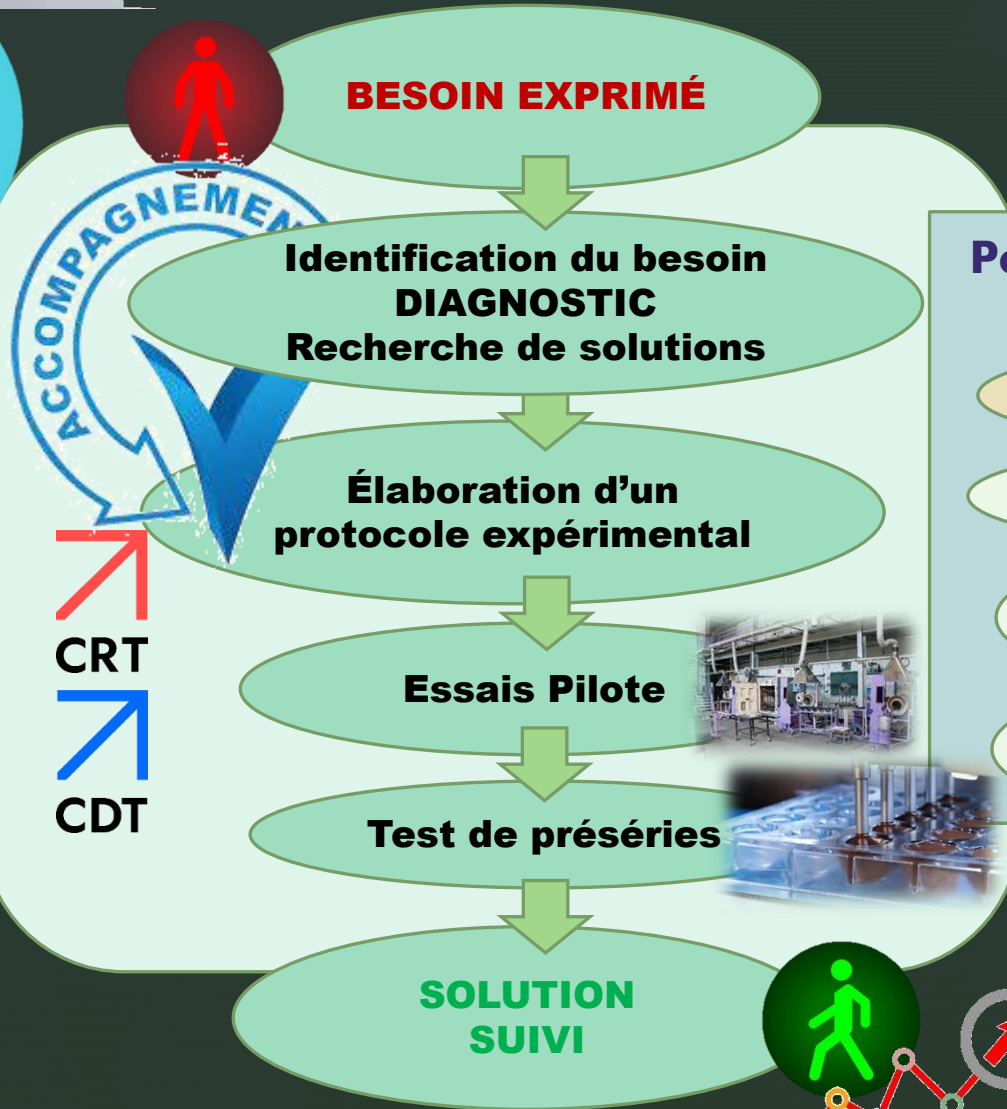 BESOIN EXPRIMÉ
Identification du besoin
DIAGNOSTIC
Recherche de solutions
Élaboration d'un
protocole expérimental
Essais Pilote
Test de préséries
SOLUTION
SUIVI
CRT
CDT